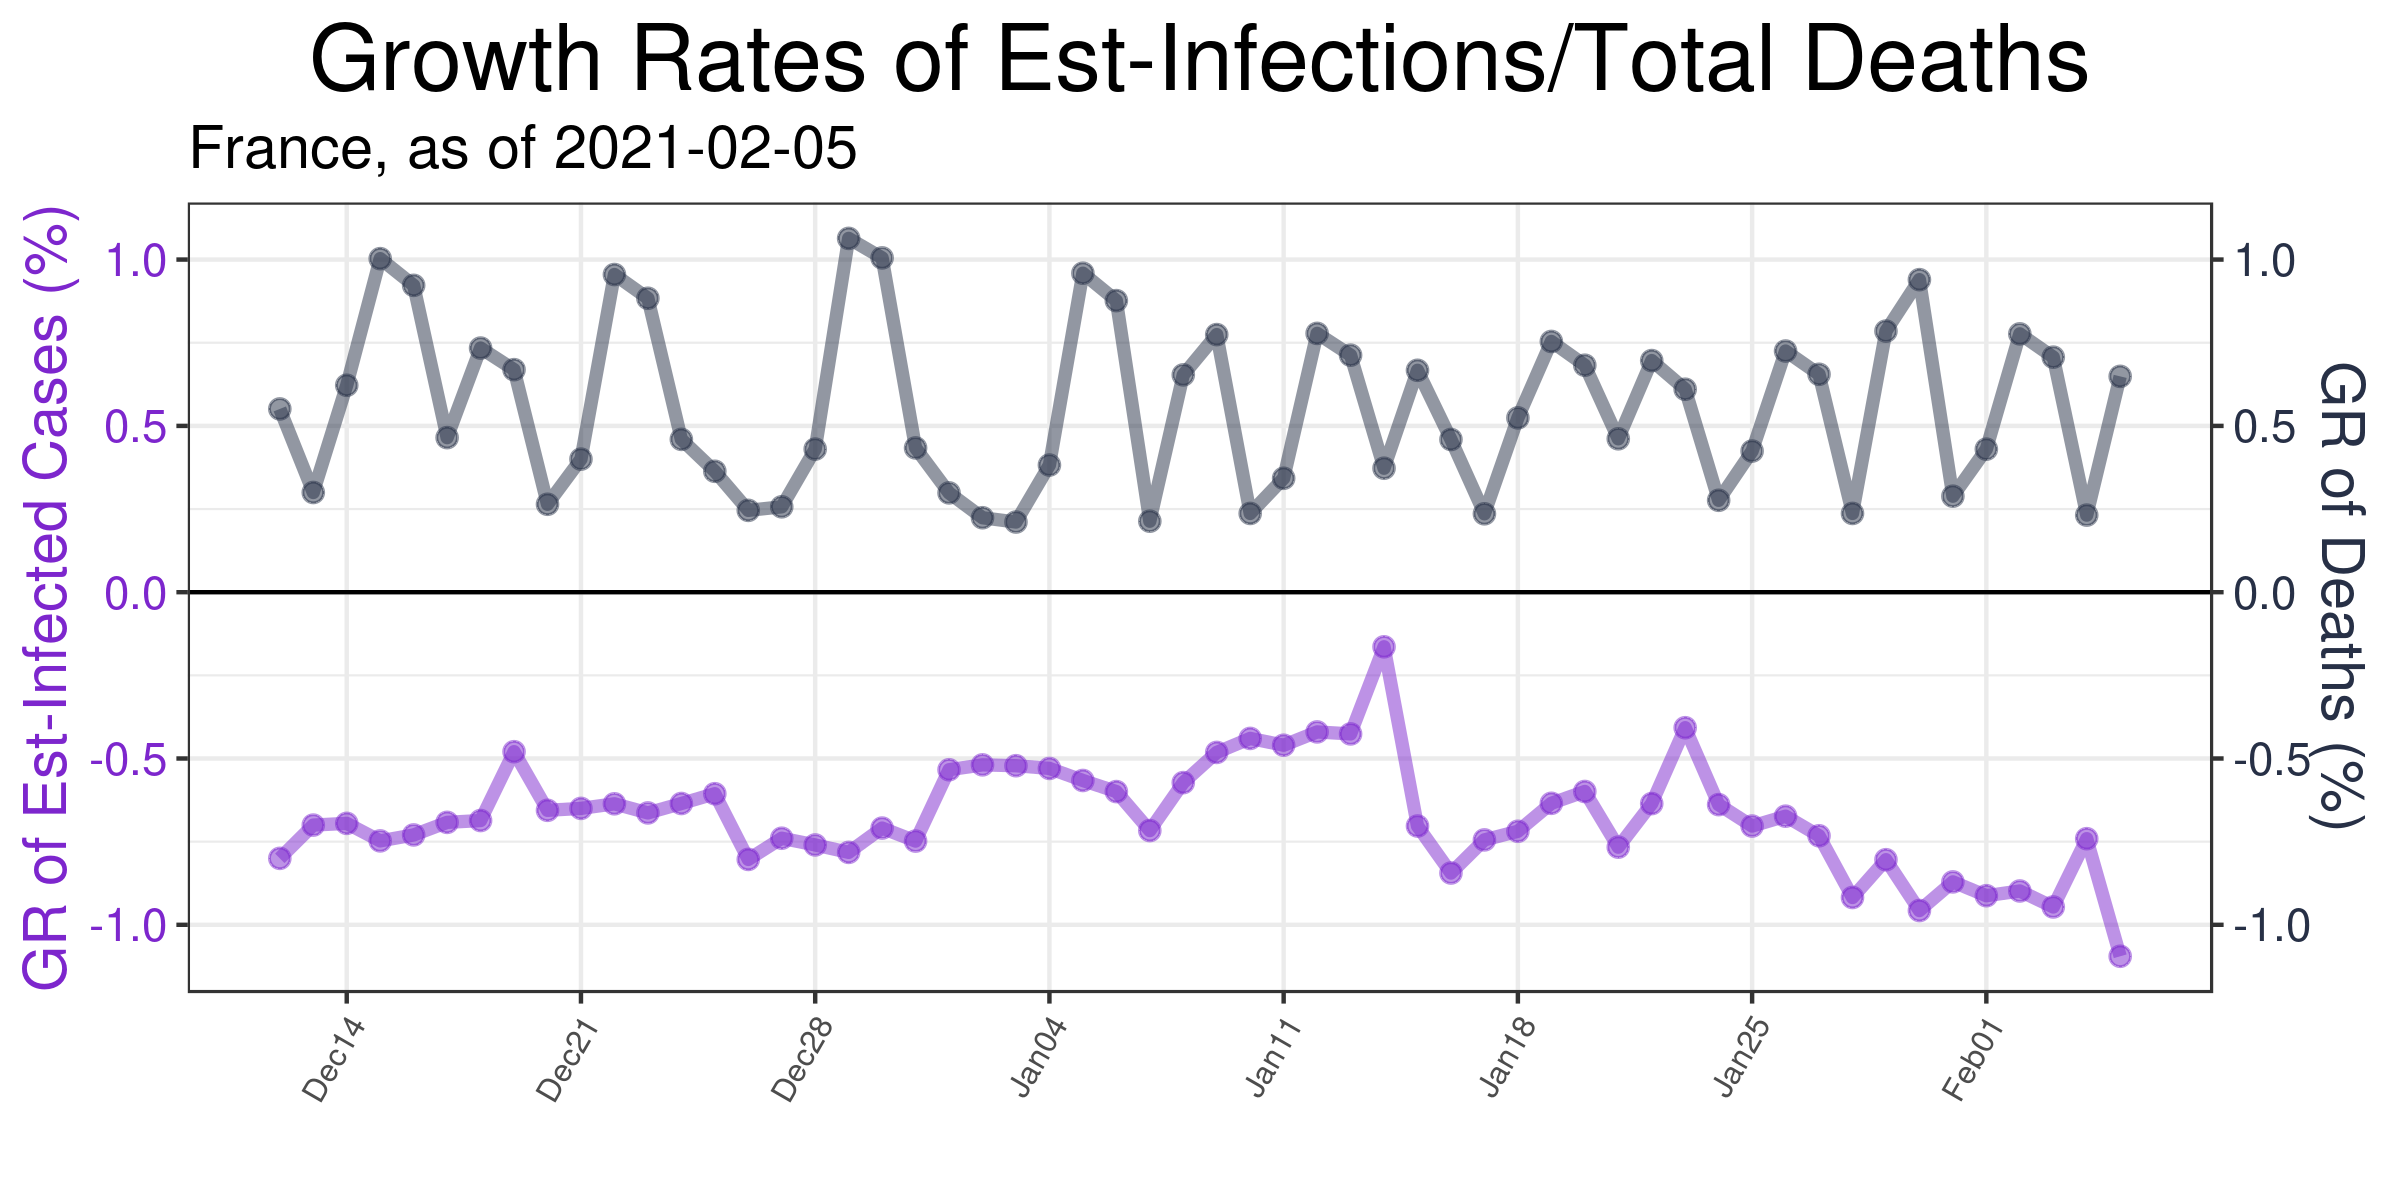 Growth Rates of Est-Infections/Total Deaths
France, as of 2021-02-05
GR of Est-Infected Cases (%)
1.0
0.5
0.0
-0.5
-1.0
1.0
0.5
0.0
-0.5
-1.0
GR of Deaths (%)
Dec14
Dec21
Dec28
Jan04
Jan11
Jan18
Jan25
Feb01